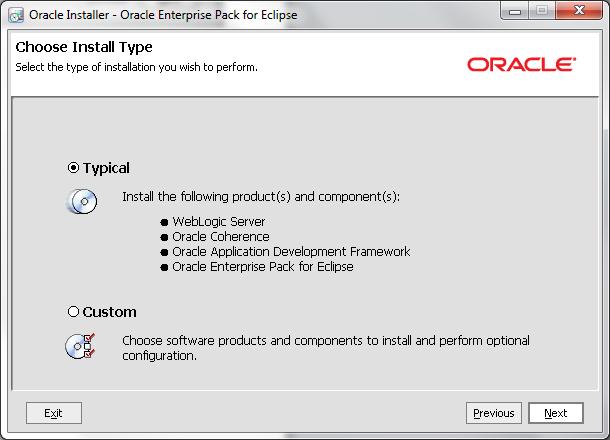 Oracle Installer - Oracle Enterprise Pack for Eclipse
Choose Install Type
Select the type of installation you wish to perform.
ORACLE
Typical
Install the following product(s) and component(s):
WebLogic Server
Oracle Coherence
Oracle Application Development Framework
Oracle Enterprise Pack for Eclipse
Custom
Choose software products and components to install and perform optional
configuration.
Exit
Previous
Next